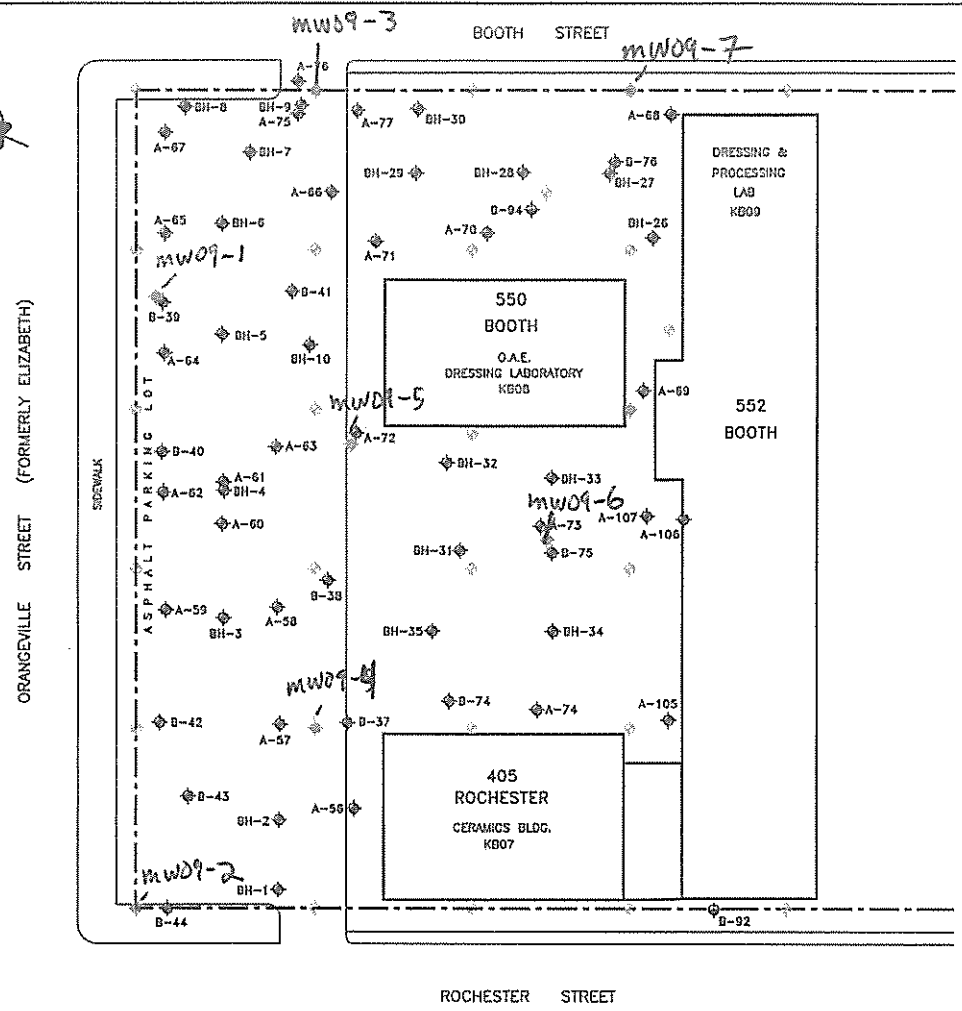 MW09-3
BOOTH STREET
MW09-7
A-76
BH-8
BH-9
A-75
A-77
BH-30
A-68
A-67
BH-7
BH-29
BH-28
B-76
BH-27
DRESSING &
PROCESSING
LAB
KB09
A-66
B-94
A-65
BH-6
A-70
BH-26
A-71
MW09-1
B-39
B-41
550
BOOTH
O.A.E.
DRESSING LABORATORY
KB08
BH-5
BH-10
A-64
A-69
MW09-5
552
BOOTH
ORANGEVILLE STREET (FORMERLY ELIZABETH)
SIDEWALK
ASPHALT PARKING LOT
A-72
A-63
B-40
BH-32
A-61
BH-4
A-62
BH-33
MW09-6
A-60
A-73
A-107
A-106
BH-31
B-75
B-38
A-59
BH-3
A-58
BH-35
BH-34
MW09-4
B-74
A-74
A-105
B-42
A-57
B-37
405
ROCHESTER
CERAMICS BLDG.
KB07
B-43
BH-2
A-56
MW09-2
BH-1
B-44
B-92
ROCHESTER STREET